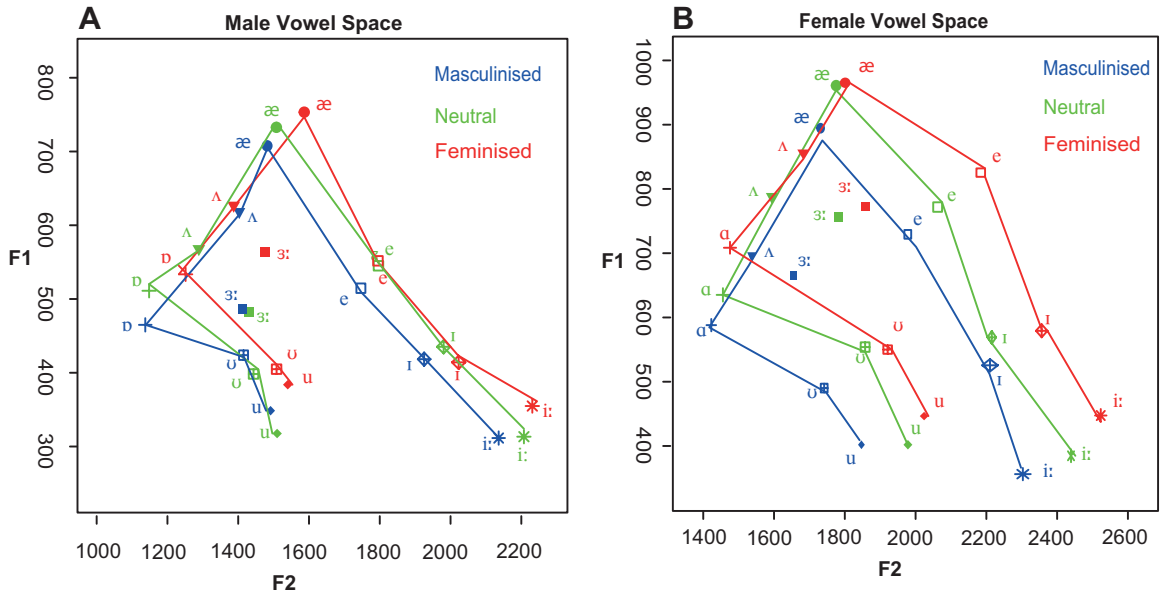 A
Male Vowel Space
800
700
600
500
400
300
F1
1000
1200
1400
1600
1800
2000
2200
F2
Masculinised
Neutral
Feminised
æ
æ
æ
ʌ
ʌ
ʌ
ɒ
ɒ
ɒ
ɜː
ɜː
ɜː
e
e
e
ɪ
ɪ
ɪ
ʊ
ʊ
ʊ
u
u
iː
iː
iː
B
Female Vowel Space
1000
900
800
700
600
500
400
F1
1400
1600
1800
2000
2200
2400
2600
F2
Masculinised
Neutral
Feminised
æ
æ
ʌ
ʌ
ʌ
e
e
e
ɜː
ɜː
ɜː
ɑ
ɑ
ɑ
ʊ
ʊ
ʊ
ɪ
ɪ
ɪ
u
u
u
iː
iː
iː